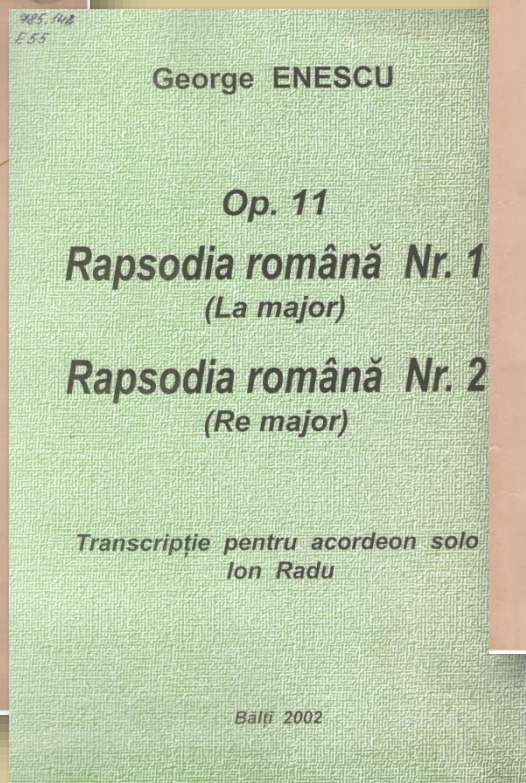 985.142
E55
George ENESCU
Op. 11
Rapsodia română Nr. 1
(La major)
Rapsodia română Nr. 2
(Re major)
Transcripție pentru acordeon solo
Ion Radu
Bălți 2002